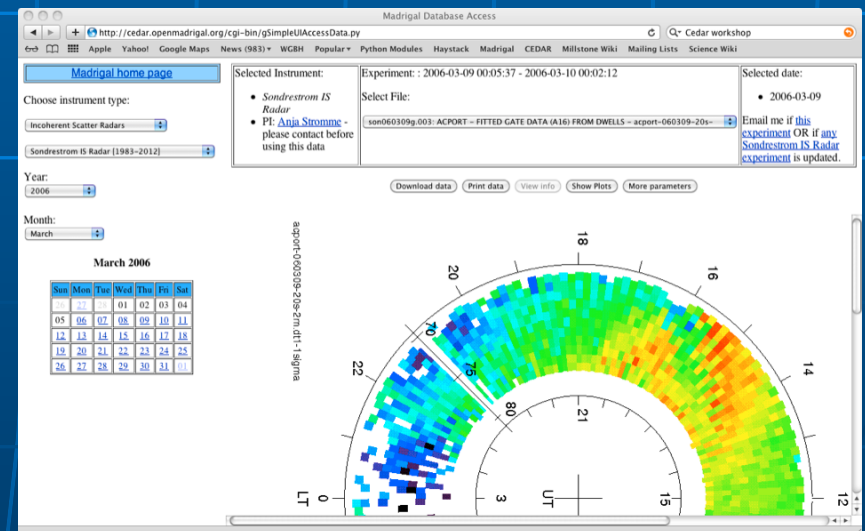 Madrigal Database Access
http://cedar.openmadrigal.org/cgi-bin/gSimpleUIAccessData.py
Cedar workshop
Apple Yahoo! Google Maps News (983) WGBH Popular Python Modules Haystack Madrigal CEDAR Millstone Wiki Mailing Lists Science Wiki
Madrigal home page
Choose instrument type:
Incoherent Scatter Radars
Sondrestrom IS Radar [1983-2012]
Year:
2006
Month:
March
March 2006
Sun Mon Tue Wed Thu Fri Sat
26 27 28 01 02 03 04
05 06 07 08 09 10 11
12 13 14 15 16 17 18
19 20 21 22 23 24 25
26 27 28 29 30 31 01
Selected Instrument:
• Sondrestrom IS
Radar
• PI: Anja Stromme -
please contact before
using this data
Experiment: : 2006-03-09 00:05:37 - 2006-03-10 00:02:12
Select File:
son060309g.003: ACPORT - FITTED GATE DATA (A16) FROM DWELLS - acport-060309-20s-
Selected date:
• 2006-03-09
Email me if this
experiment OR if any
Sondrestrom IS Radar
experiment is updated.
Download data Print data View info Show Plots More parameters
acport-060309-20s-2m.dt1-1sigma
18
20
16
22
14
70
75
80
21
LT 0
3
UT
15
12